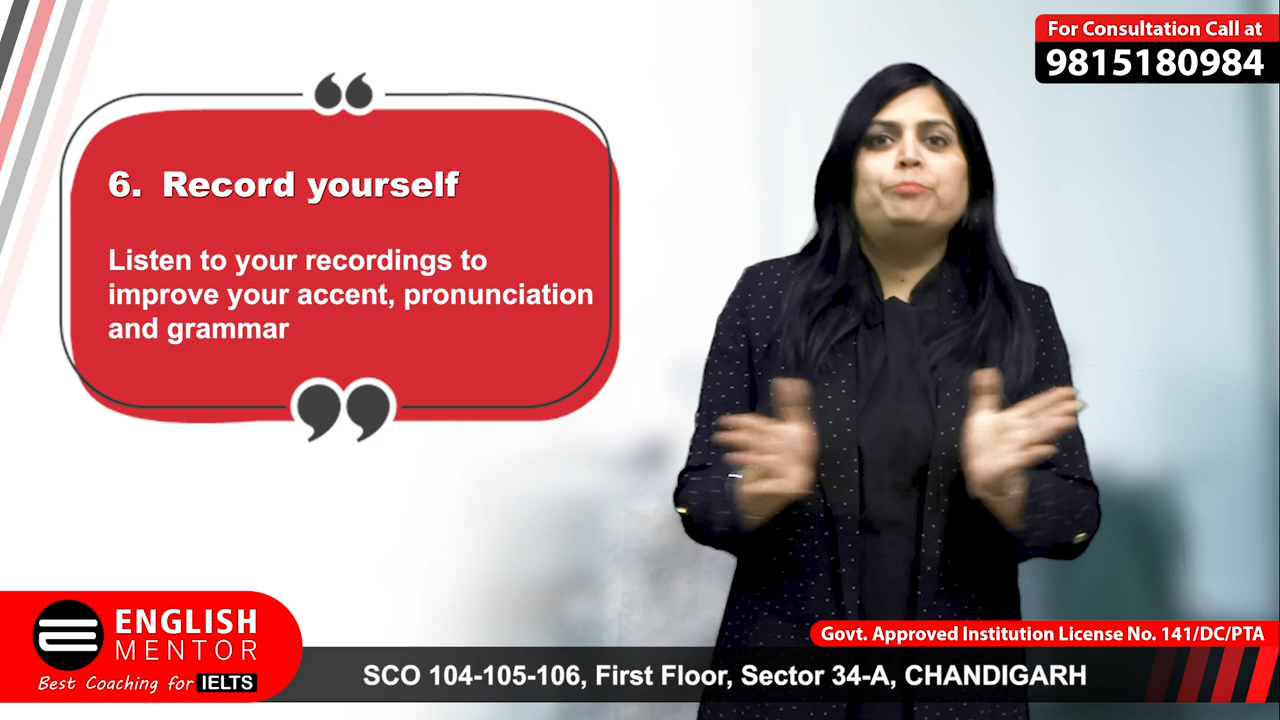 For Consultation Call at
9815180984
6. Record yourself
Listen to your recordings to
improve your accent, pronunciation
and grammar
ENGLISH
MENTOR
Best Coaching for IELTS
Govt. Approved Institution License No. 141/DC/PTA
SCO 104-105-106, First Floor, Sector 34-A, CHANDIGARH